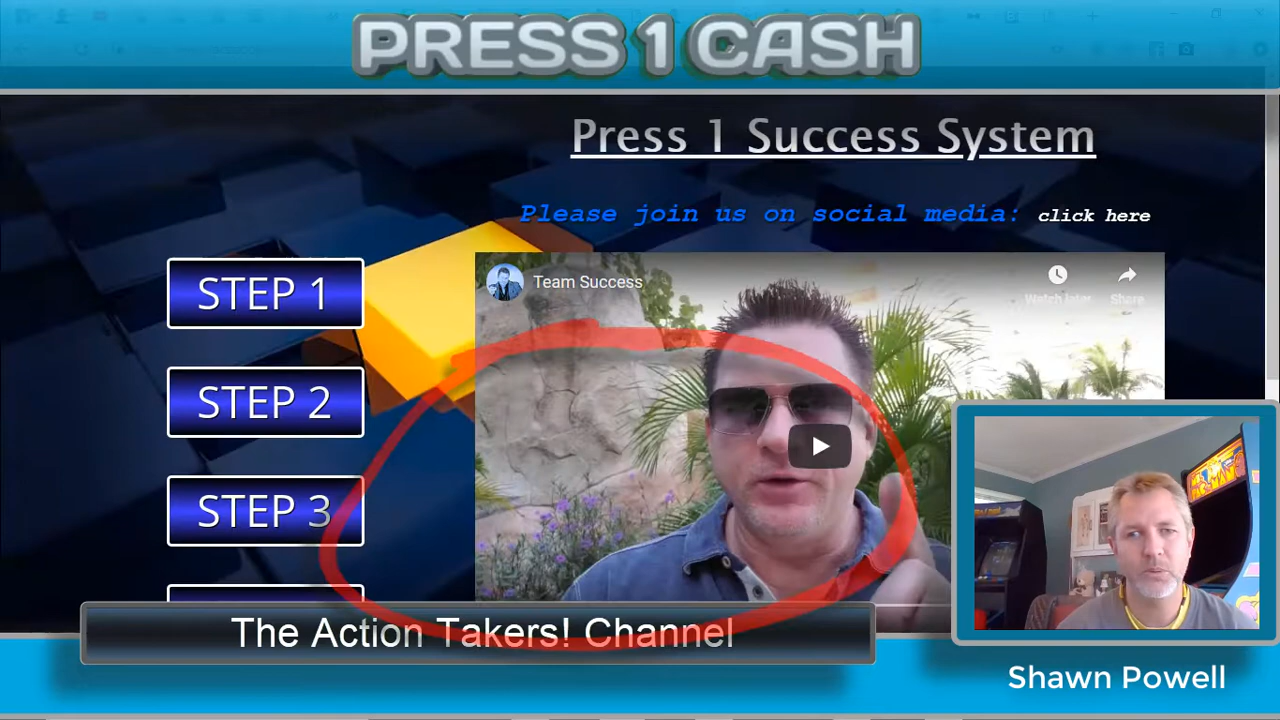 PRESS 1 CASH
Press 1 Success System
Please join us on social media: click here
Team Success
Watch later
Share
STEP 1
STEP 2
STEP 3
The Action Takers! Channel
Shawn Powell